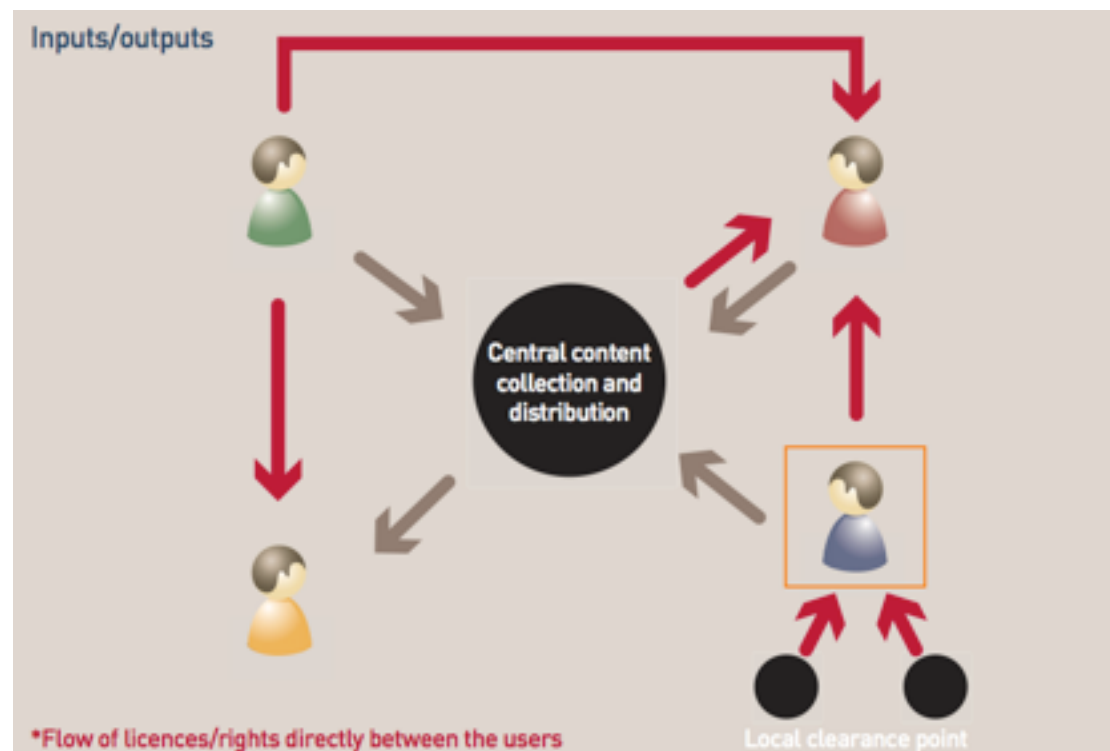 Inputs/outputs
Central content
collection and
distribution
*Flow of licences/rights directly between the users
Local clearance point